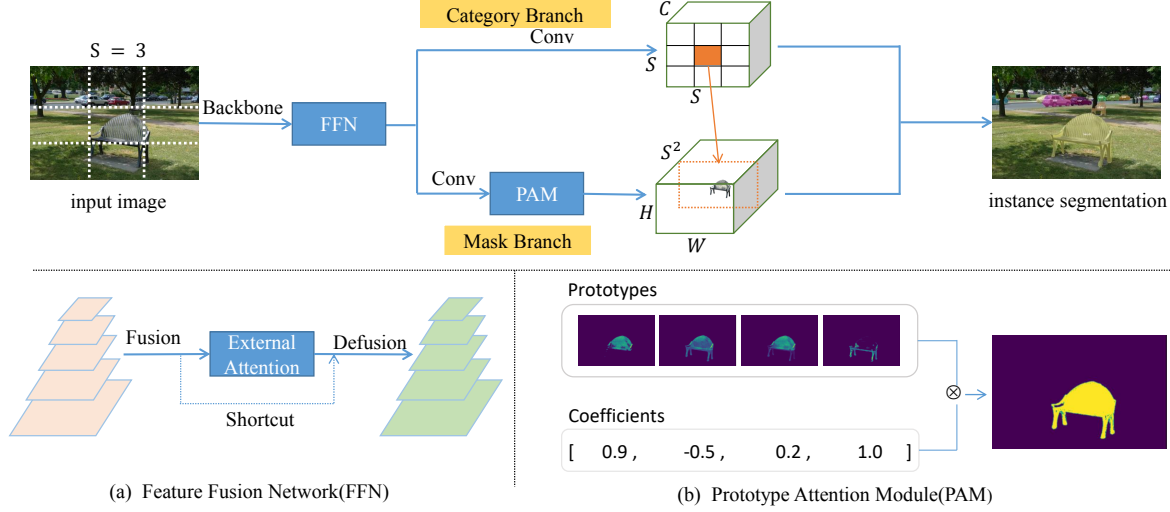 S = 3
input image
Backbone
FFN
Category Branch
Conv
C
S
S
Conv
PAM
Mask Branch
S²
H
W
instance segmentation
Fusion
External
Attention
Defusion
Shortcut
(a) Feature Fusion Network(FFN)
Prototypes
⊗
Coefficients
[ 0.9 , -0.5 , 0.2 , 1.0 ]
(b) Prototype Attention Module(PAM)